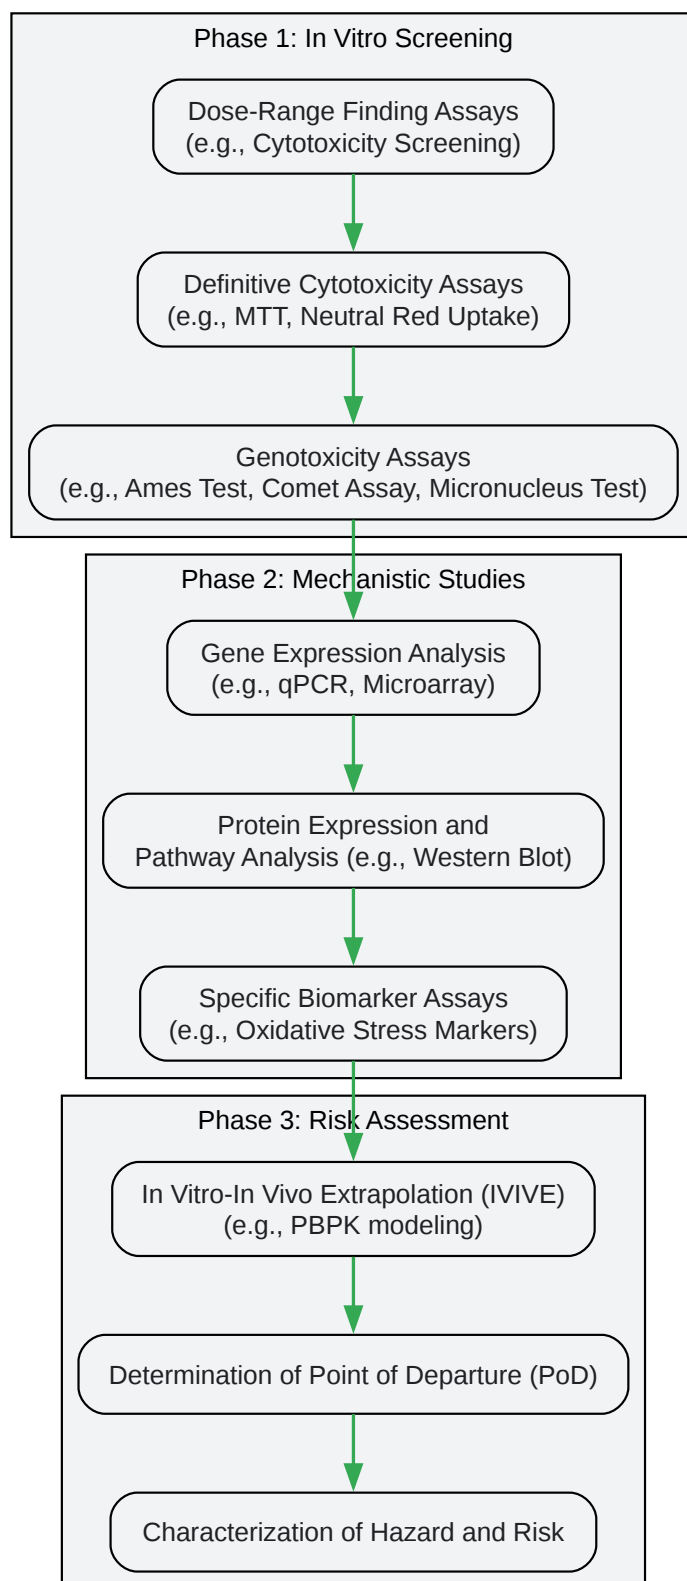 Phase 1: In Vitro Screening
Dose-Range Finding Assays
(e.g., Cytotoxicity Screening)
Definitive Cytotoxicity Assays
(e.g., MTT, Neutral Red Uptake)
Genotoxicity Assays
(e.g., Ames Test, Comet Assay, Micronucleus Test)
Phase 2: Mechanistic Studies
Gene Expression Analysis
(e.g., qPCR, Microarray)
Protein Expression and
Pathway Analysis (e.g., Western Blot)
Specific Biomarker Assays
(e.g., Oxidative Stress Markers)
Phase 3: Risk Assessment
In Vitro-In Vivo Extrapolation (IVIVE)
(e.g., PBPK modeling)
Determination of Point of Departure (PoD)
Characterization of Hazard and Risk